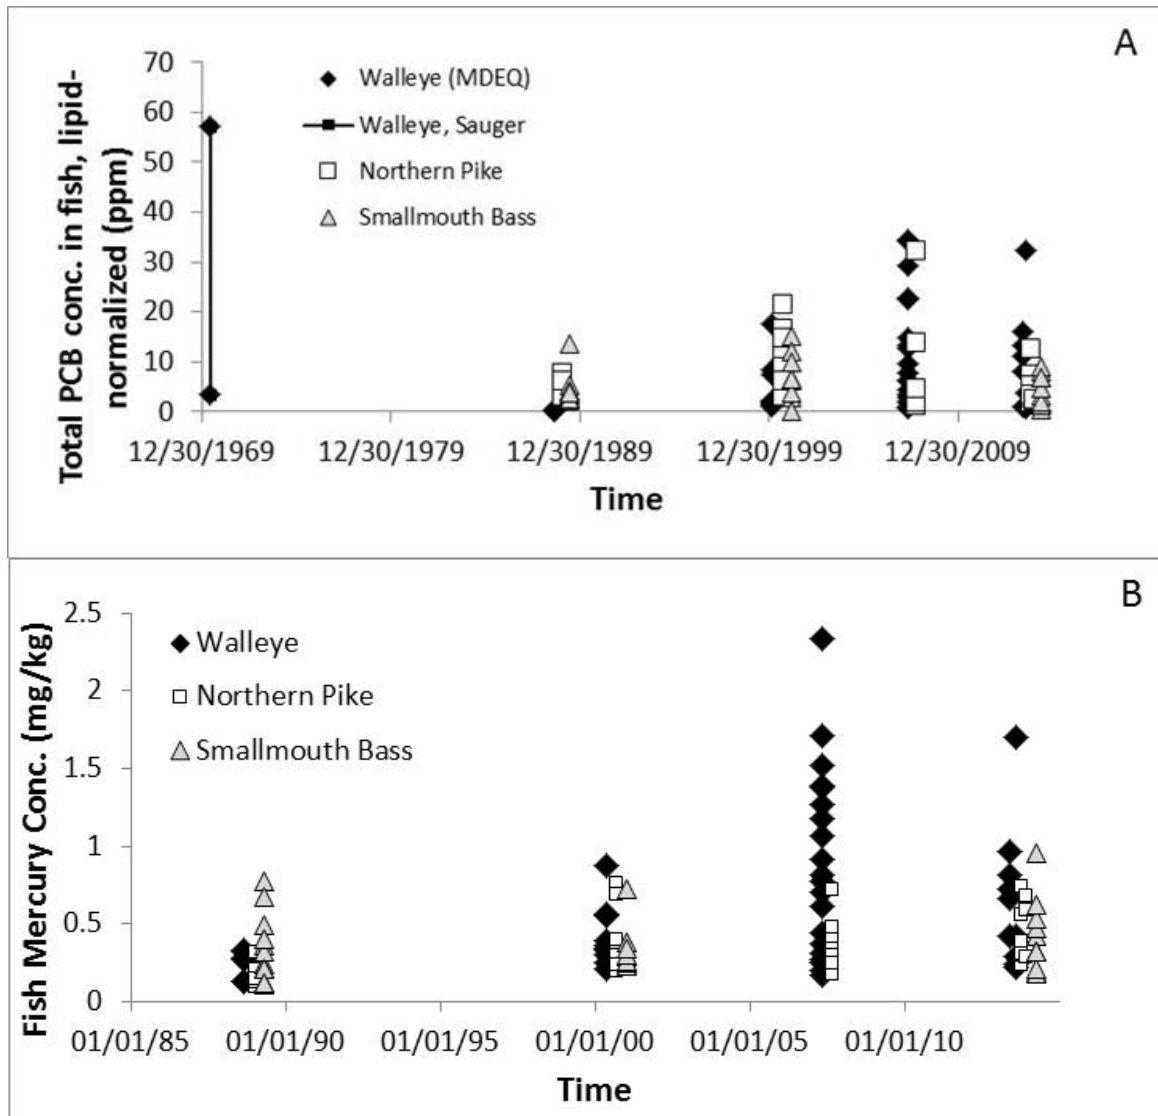 A
Total PCB conc. in fish, lipid-
normalized (ppm)
70
60
50
40
30
20
10
0
Walleye (MDEQ)
Walleye, Sauger
Northern Pike
Smallmouth Bass
12/30/1969 12/30/1979 12/30/1989 12/30/1999 12/30/2009
Time
B
Fish Mercury Conc. (mg/kg)
2.5
2
1.5
1
0.5
0
Walleye
Northern Pike
Smallmouth Bass
01/01/85 01/01/90 01/01/95 01/01/00 01/01/05 01/01/10
Time